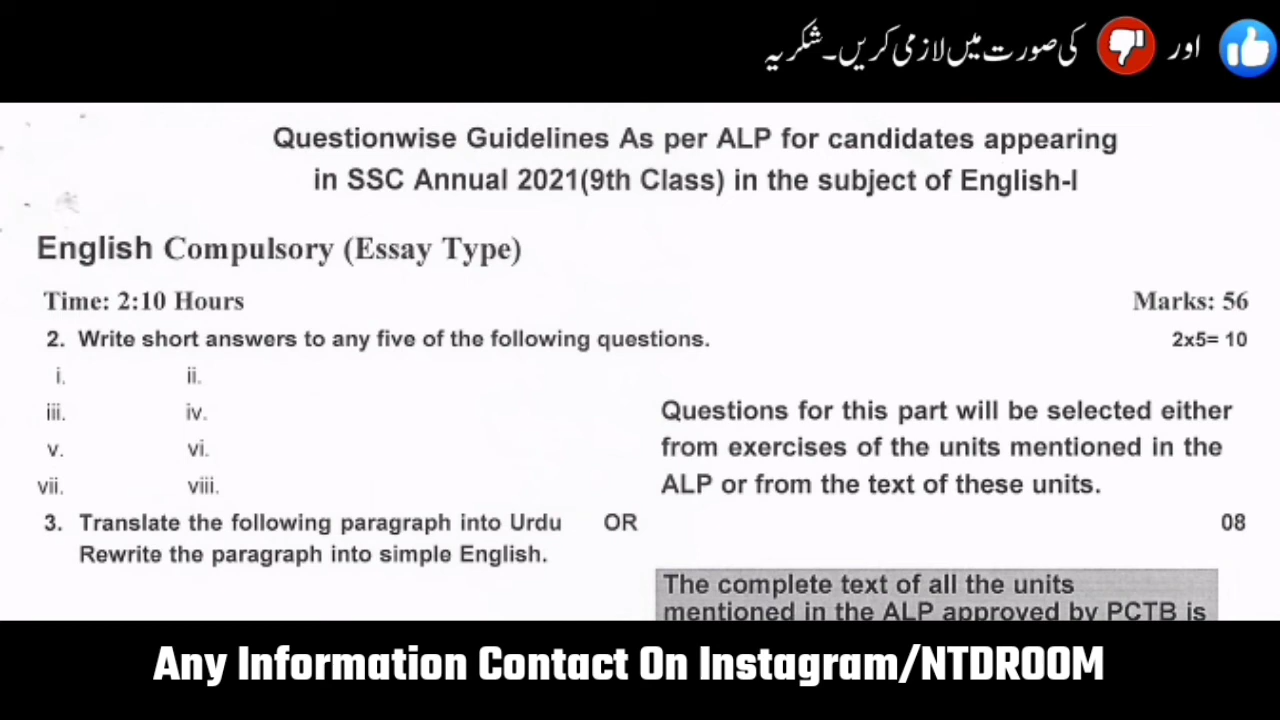 اور کی صورت میں لازمی کریں۔ شکریہ
Questionwise Guidelines As per ALP for candidates appearing
in SSC Annual 2021(9th Class) in the subject of English-I
English Compulsory (Essay Type)
Time: 2:10 Hours Marks: 56
2. Write short answers to any five of the following questions. 2x5= 10
i. ii.
iii. iv.
v. vi.
vii. viii.
Questions for this part will be selected either
from exercises of the units mentioned in the
ALP or from the text of these units.
3. Translate the following paragraph into Urdu OR 08
Rewrite the paragraph into simple English.
The complete text of all the units
mentioned in the ALP approved by PCTB is
Any Information Contact On Instagram/NTDROOM